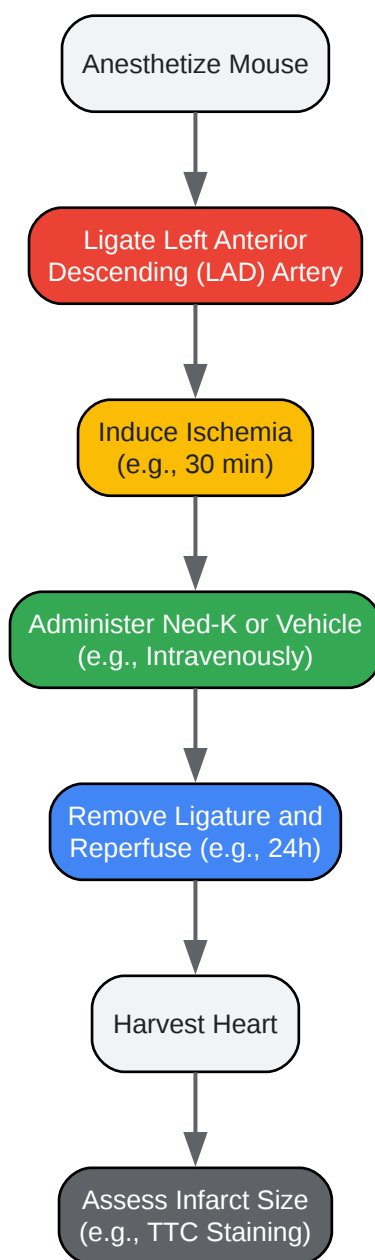 Anesthetize Mouse
Ligate Left Anterior
Descending (LAD) Artery
Induce Ischemia
(e.g., 30 min)
Administer Ned-K or Vehicle
(e.g., Intravenously)
Remove Ligature and
Reperfuse (e.g., 24h)
Harvest Heart
Assess Infarct Size
(e.g., TTC Staining)